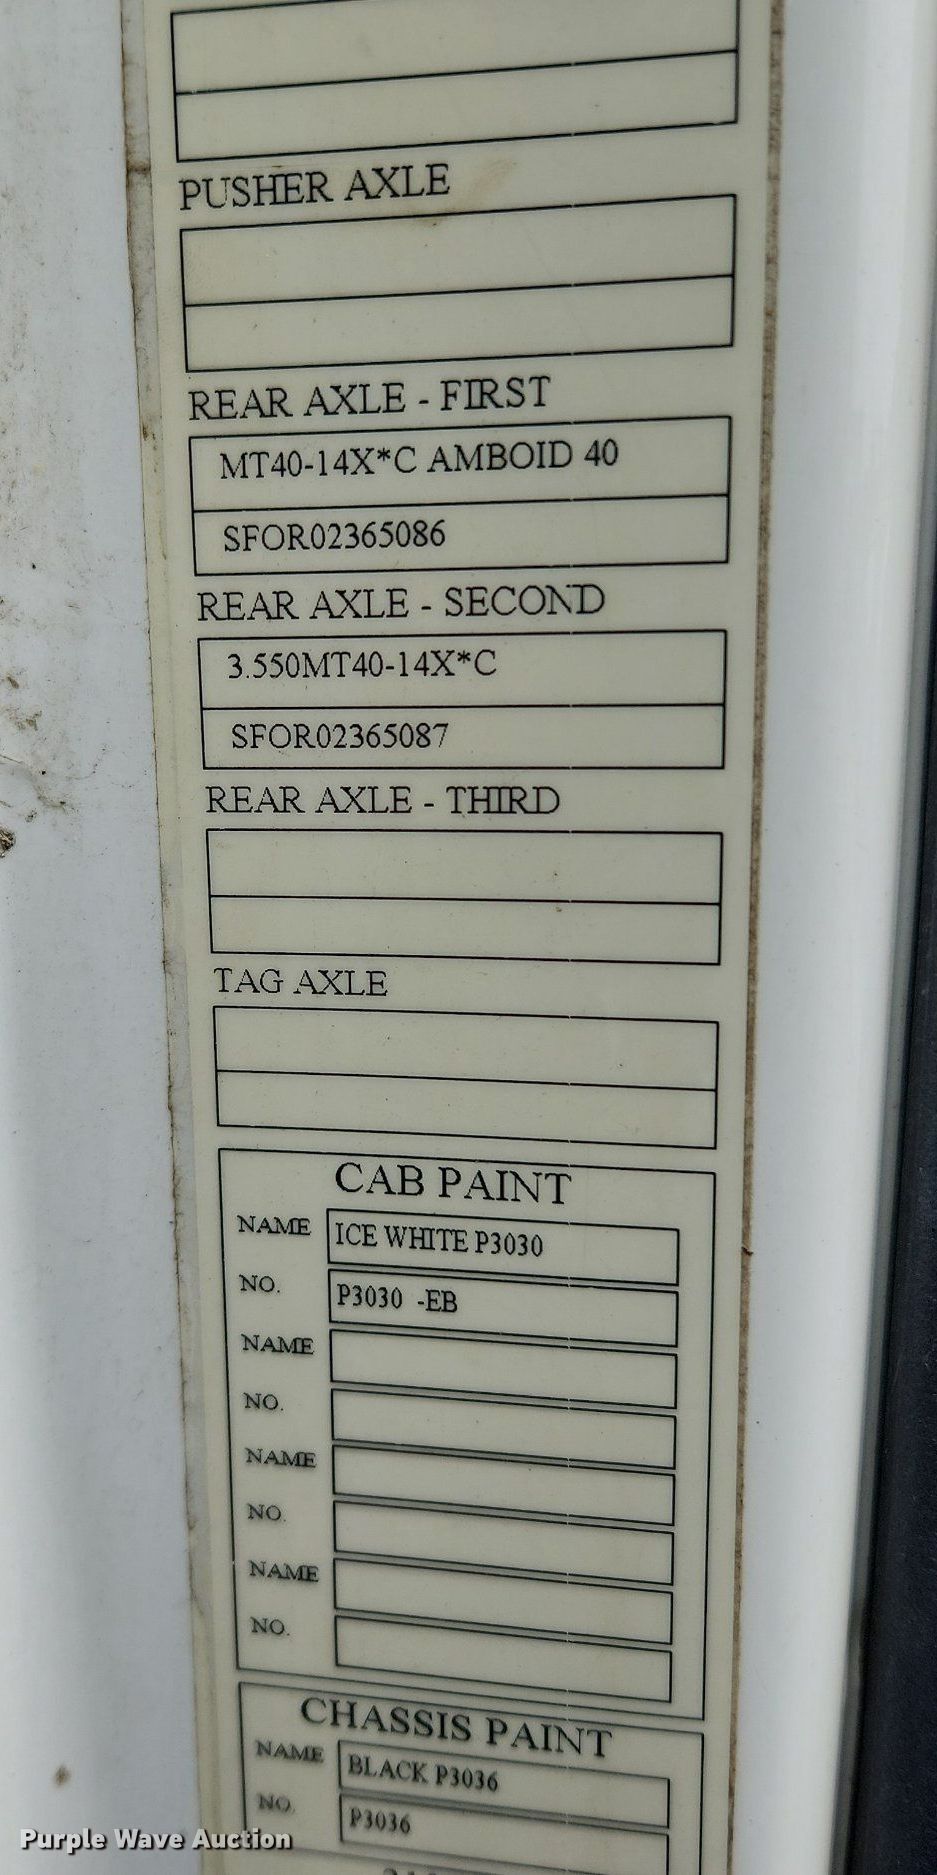 PUSHER AXLE
REAR AXLE - FIRST
MT40-14X*C AMBOID 40
SFOR02365086
REAR AXLE - SECOND
3.550MT40-14X*C
SFOR02365087
REAR AXLE - THIRD
TAG AXLE
CAB PAINT
NAME ICE WHITE P3030
NO. P3030 -EB
NAME
NO.
NAME
NO.
NAME
NO.
CHASSIS PAINT
NAME BLACK P3036
NO. P3036
Purple Wave Auction